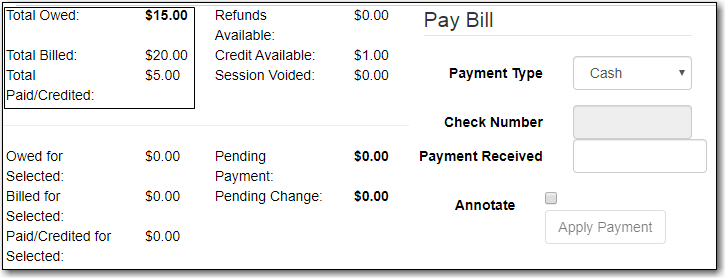 Total Owed: $15.00
Total Billed: $20.00
Total $5.00
Paid/Credited:
Refunds $0.00
Available:
Credit Available: $1.00
Session Voided: $0.00
Owed for $0.00
Selected:
Billed for $0.00
Selected:
Paid/Credited for $0.00
Selected:
Pending $0.00
Payment:
Pending Change: $0.00
Pay Bill
Payment Type Cash
Check Number
Payment Received
Annotate
Apply Payment